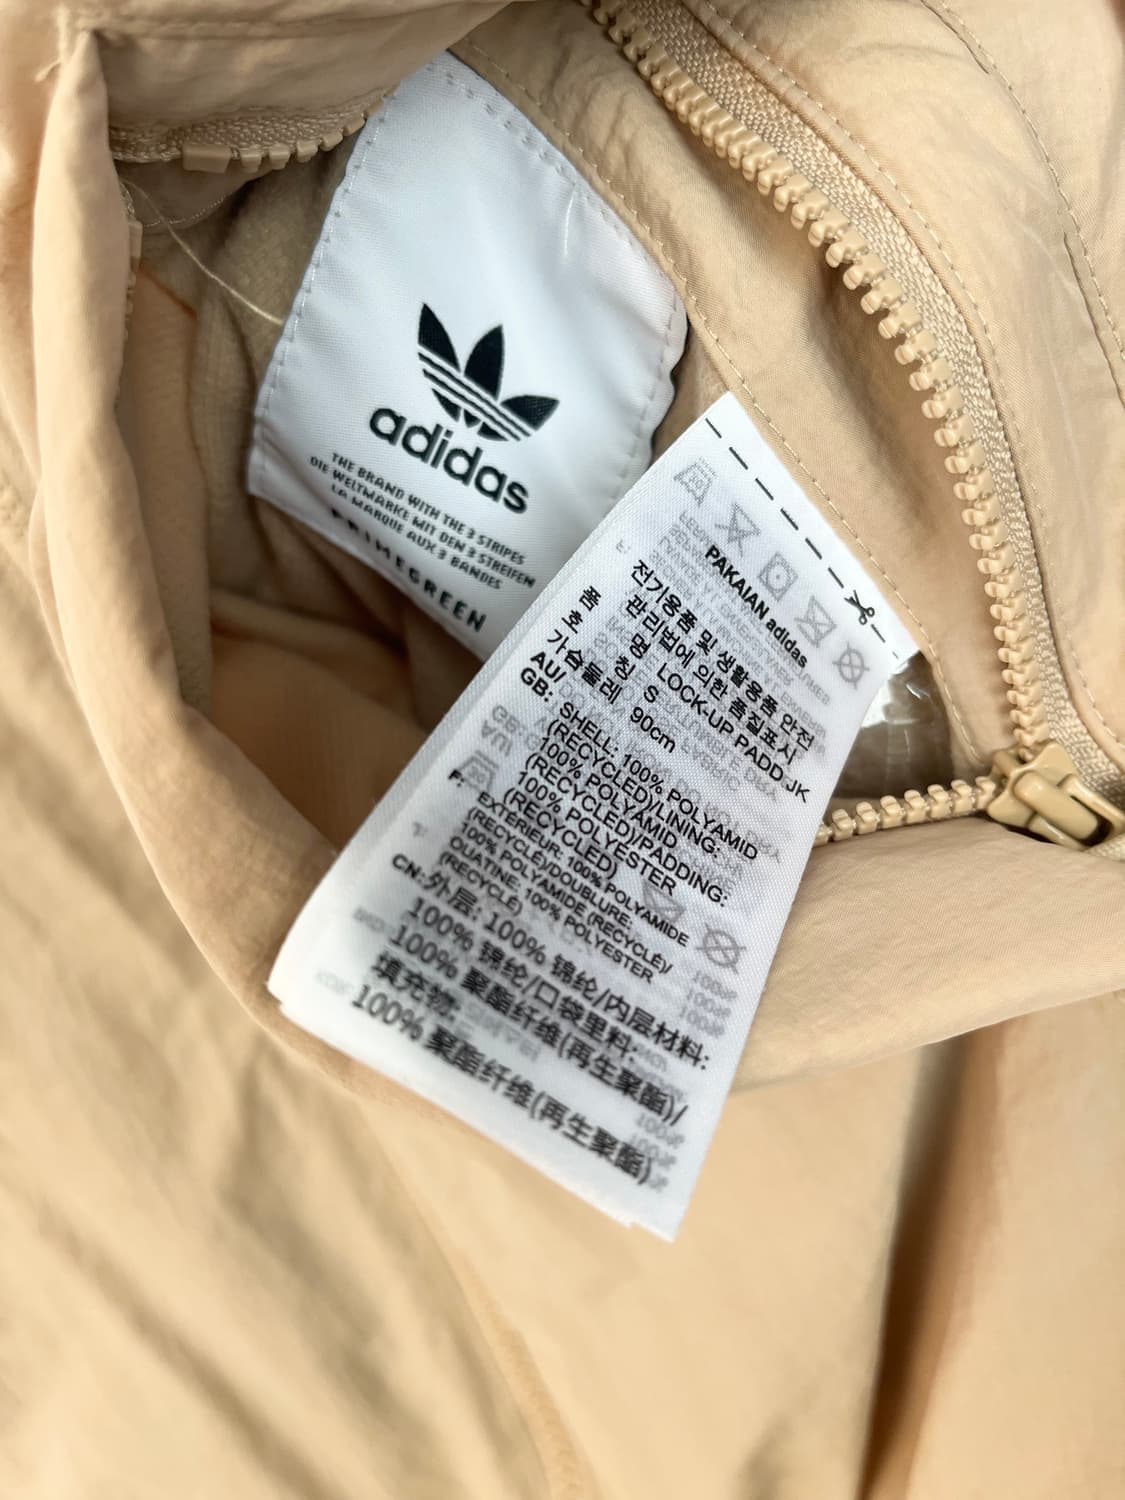 adidas
THE BRAND WITH THE 3 STRIPES
DIE WELTMARKE MIT DEN 3 STREIFEN
LA MARQUE AUX 3 BANDES
PRIMEGREEN
PAKAIAN adidas
전기용품 및 생활용품 안전
관리법에 의한 품질표시
품 명 LOCK-UP PADD JK
호 칭 S
가슴둘레 90cm
AU/
GB: SHELL: 100% POLYAMID
(RECYCLED)/LINING:
100% POLYAMID
(RECYCLED)/PADDING:
100% POLYESTER
(RECYCLED)
F: EXTÉRIEUR: 100% POLYAMIDE
(RECYCLÉ)/DOUBLURE:
100% POLYAMIDE (RECYCLÉ)/
OUATINE: 100% POLYESTER
(RECYCLÉ)
CN: 外层: 100% 锦纶/内层材料:
100% 锦纶/口袋里料:
100% 聚酯纤维(再生聚酯)/
填充物:
100% 聚酯纤维(再生聚酯)